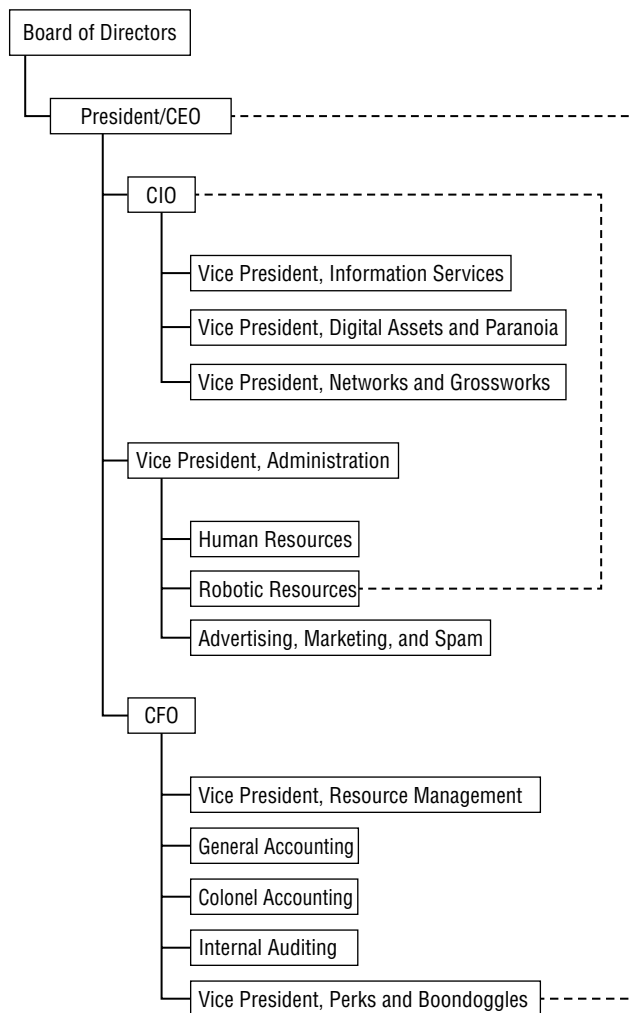 Board of Directors
President/CEO
CIO
Vice President, Information Services
Vice President, Digital Assets and Paranoia
Vice President, Networks and Grossworks
Vice President, Administration
Human Resources
Robotic Resources
Advertising, Marketing, and Spam
CFO
Vice President, Resource Management
General Accounting
Colonel Accounting
Internal Auditing
Vice President, Perks and Boondoggles